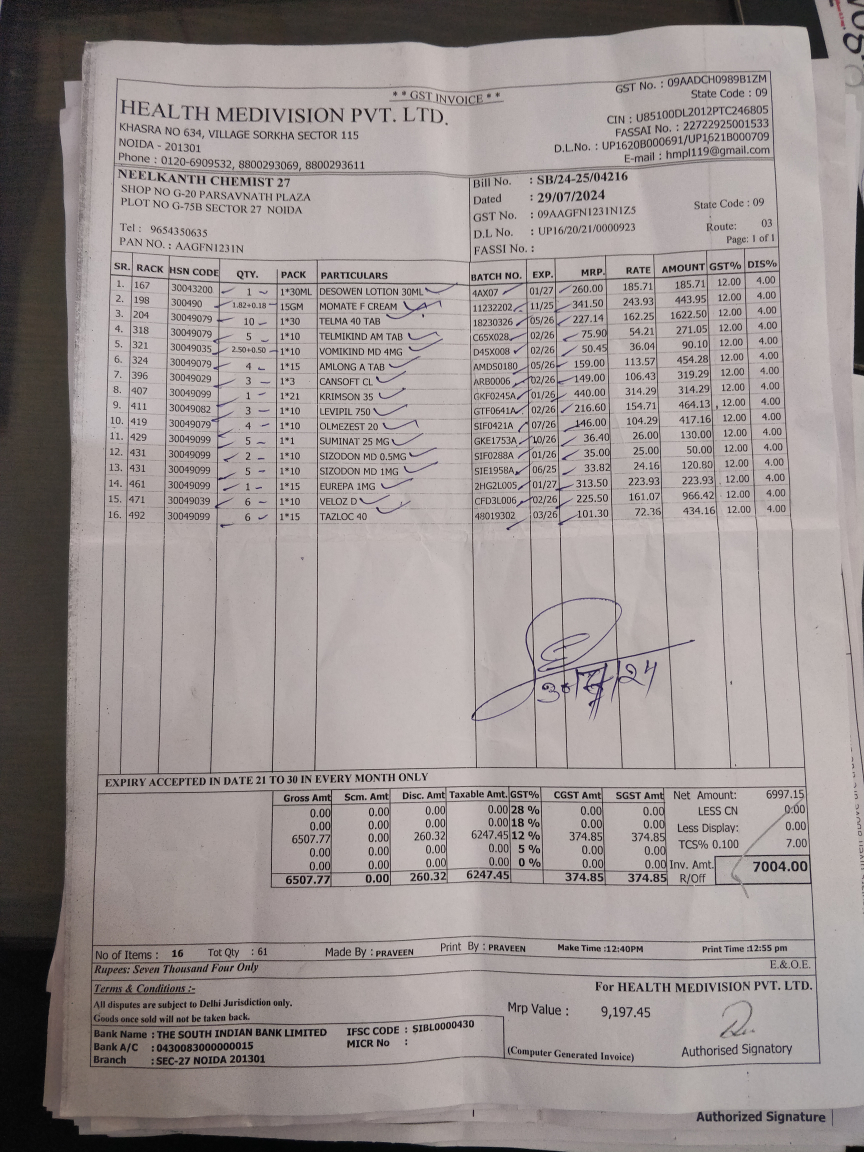 * * GST INVOICE * *
GST No. : 09AADCH0989B1ZM
State Code : 09
HEALTH MEDIVISION PVT. LTD.
KHASRA NO 634, VILLAGE SORKHA SECTOR 115
NOIDA - 201301
Phone : 0120-6909532, 8800293069, 8800293611
CIN : U85100DL2012PTC246805
FASSAI No. : 22722925001533
D.L.No. : UP1620B000691/UP1621B000709
E-mail : hmpl119@gmail.com
NEELKANTH CHEMIST 27
SHOP NO G-20 PARSAVNATH PLAZA
PLOT NO G-75B SECTOR 27 NOIDA
Tel : 9654350635
PAN NO. : AAGFN1231N
Bill No. : SB/24-25/04216
Dated : 29/07/2024
GST No. : 09AAGFN1231N1Z5 State Code : 09
D.L No. : UP16/20/21/0000923 Route: 03
FASSI No. : Page: 1 of 1
SR. RACK HSN CODE QTY. PACK PARTICULARS BATCH NO. EXP. MRP. RATE AMOUNT GST% DIS%
1. 167 30043200 1 1*30ML DESOWEN LOTION 30ML 4AX07 01/27 260.00 185.71 185.71 12.00 4.00
2. 198 300490 1.82+0.18 15GM MOMATE F CREAM 11232202 11/25 341.50 243.93 443.95 12.00 4.00
3. 204 30049079 10 1*30 TELMA 40 TAB 18230326 05/26 227.14 162.25 1622.50 12.00 4.00
4. 318 30049079 5 1*10 TELMIKIND AM TAB C65X028 02/26 75.90 54.21 271.05 12.00 4.00
5. 321 30049035 2.50+0.50 1*10 VOMIKIND MD 4MG D45X008 02/26 50.45 36.04 90.10 12.00 4.00
6. 324 30049079 4 1*15 AMLONG A TAB AMDS0180 05/26 159.00 113.57 454.28 12.00 4.00
7. 396 30049029 3 1*3 CANSOFT CL ARB0006 02/26 149.00 106.43 319.29 12.00 4.00
8. 407 30049099 1 1*21 KRIMSON 35 GKF0245A 01/26 440.00 314.29 314.29 12.00 4.00
9. 411 30049082 3 1*10 LEVIPIL 750 GTF0641A 02/26 216.60 154.71 464.13 12.00 4.00
10. 419 30049079 4 1*10 OLMEZEST 20 SIF0421A 07/26 146.00 104.29 417.16 12.00 4.00
11. 429 30049099 5 1*1 SUMINAT 25 MG GKE1753A 10/26 36.40 26.00 130.00 12.00 4.00
12. 431 30049099 2 1*10 SIZODON MD 0.5MG SIF0288A 01/26 35.00 25.00 50.00 12.00 4.00
13. 431 30049099 5 1*10 SIZODON MD 1MG SIE1958A 06/25 33.82 24.16 120.80 12.00 4.00
14. 461 30049099 1 1*15 EUREPA 1MG 2HG2L005 01/27 313.50 223.93 223.93 12.00 4.00
15. 471 30049039 6 1*10 VELOZ D CFD3L006 02/26 225.50 161.07 966.42 12.00 4.00
16. 492 30049099 6 1*15 TAZLOC 40 48019302 03/26 101.30 72.36 434.16 12.00 4.00
30/7/24
EXPIRY ACCEPTED IN DATE 21 TO 30 IN EVERY MONTH ONLY
Gross Amt Scm. Amt Disc. Amt Taxable Amt. GST% CGST Amt SGST Amt
0.00 0.00 0.00 0.00 28 % 0.00 0.00
0.00 0.00 0.00 0.00 18 % 0.00 0.00
6507.77 0.00 260.32 6247.45 12 % 374.85 374.85
0.00 0.00 0.00 0.00 5 % 0.00 0.00
0.00 0.00 0.00 0.00 0 % 0.00 0.00
6507.77 0.00 260.32 6247.45 374.85 374.85
Net Amount: 6997.15
LESS CN 0.00
Less Display: 0.00
TCS% 0.100 7.00
Inv. Amt. 7004.00
R/Off
No of Items : 16 Tot Qty : 61 Made By : PRAVEEN Print By : PRAVEEN Make Time :12:40PM Print Time :12:55 pm
Rupees: Seven Thousand Four Only E.&.O.E.
Terms & Conditions :-
All disputes are subject to Delhi Jurisdiction only.
Goods once sold will not be taken back.
Bank Name : THE SOUTH INDIAN BANK LIMITED IFSC CODE : SIBL0000430
Bank A/C : 0430083000000015 MICR No :
Branch : SEC-27 NOIDA 201301
For HEALTH MEDIVISION PVT. LTD.
Mrp Value : 9,197.45
(Computer Generated Invoice)
Authorised Signatory
Authorized Signature